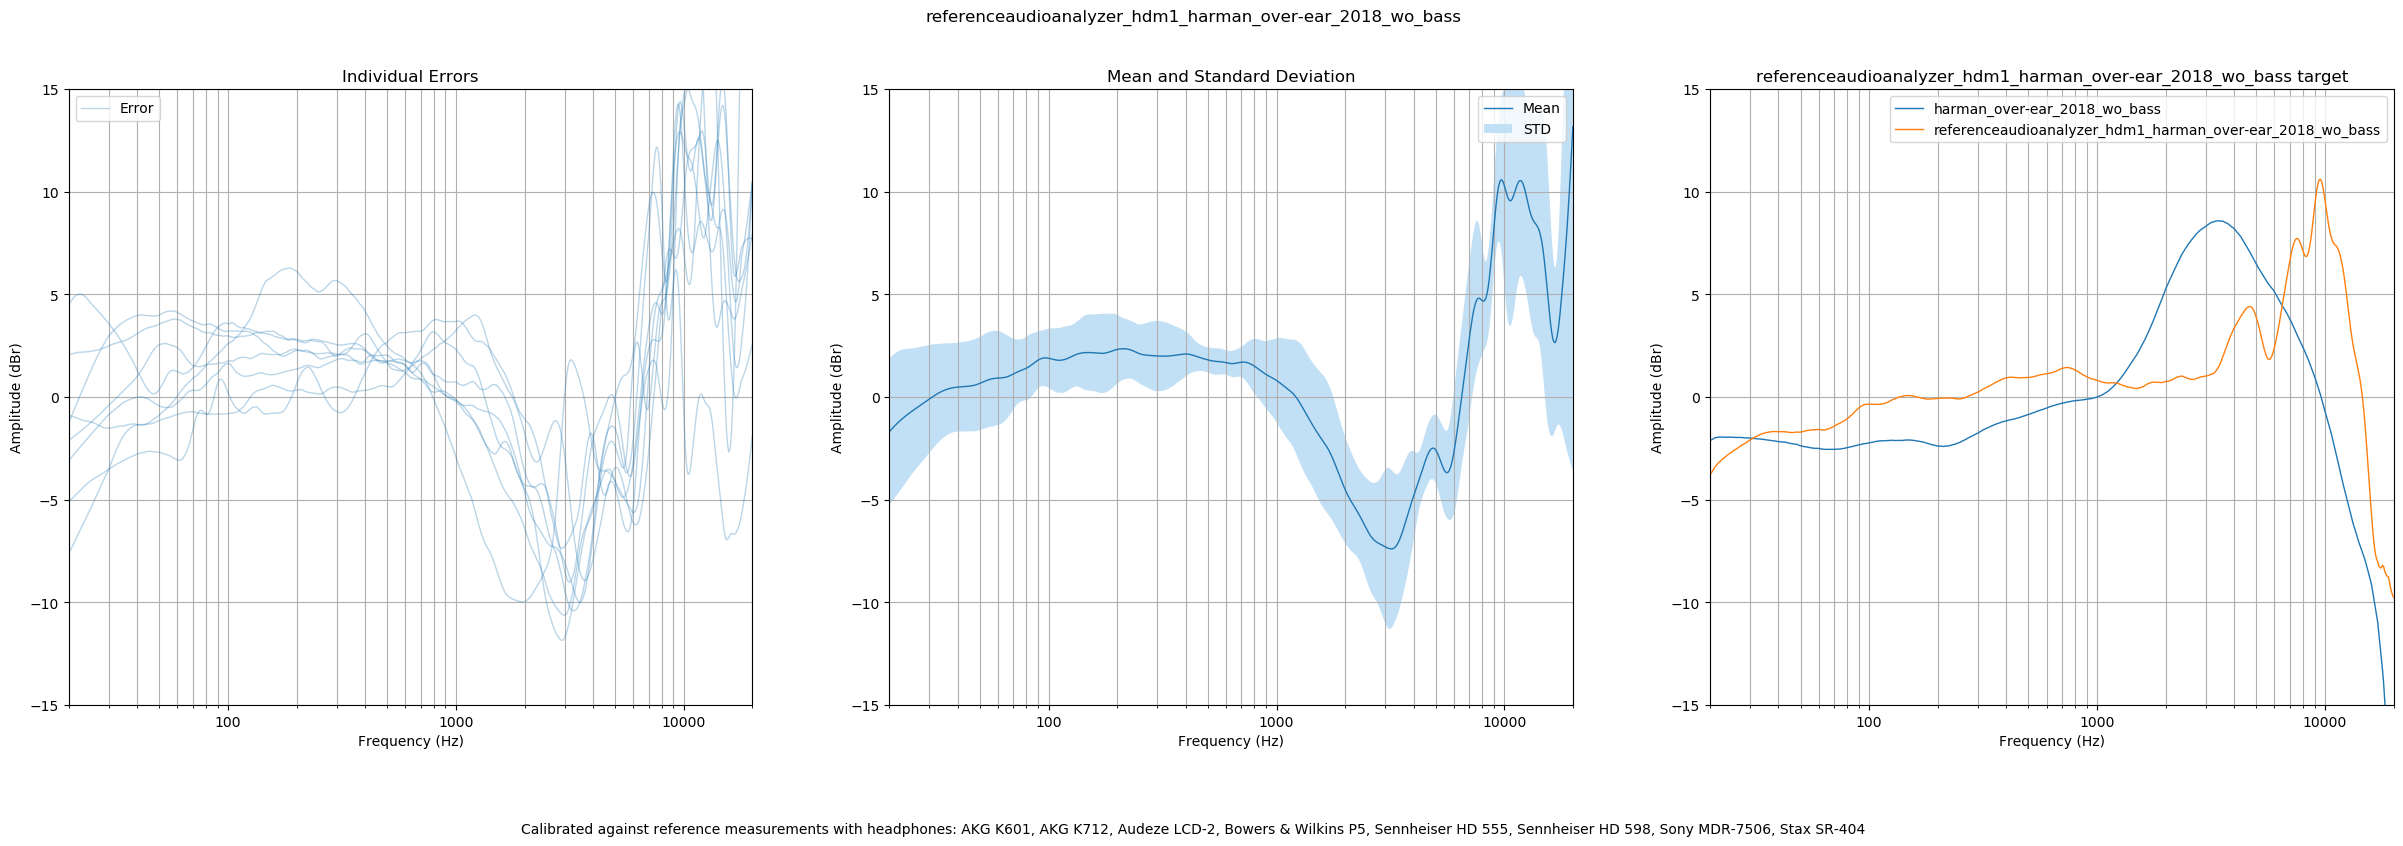 referenceaudioanalyzer_hdm1_harman_over-ear_2018_wo_bass
Individual Errors
Error
15
10
5
0
−5
−10
−15
Amplitude (dBr)
100
1000
10000
Frequency (Hz)
Mean and Standard Deviation
Mean
STD
15
10
5
0
−5
−10
−15
Amplitude (dBr)
100
1000
10000
Frequency (Hz)
referenceaudioanalyzer_hdm1_harman_over-ear_2018_wo_bass target
harman_over-ear_2018_wo_bass
referenceaudioanalyzer_hdm1_harman_over-ear_2018_wo_bass
15
10
5
0
−5
−10
−15
Amplitude (dBr)
100
1000
10000
Frequency (Hz)
Calibrated against reference measurements with headphones: AKG K601, AKG K712, Audeze LCD-2, Bowers & Wilkins P5, Sennheiser HD 555, Sennheiser HD 598, Sony MDR-7506, Stax SR-404